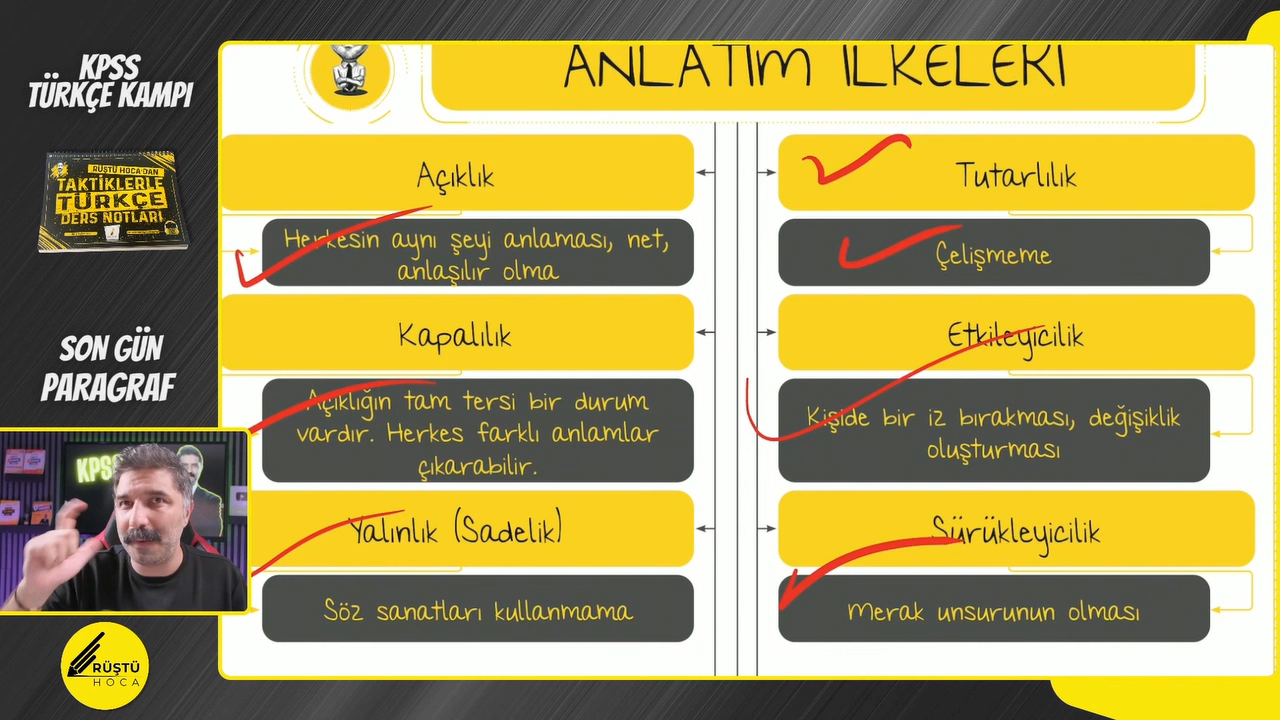 KPSS
TÜRKÇE KAMPI
RÜŞTÜ HOCA'DAN
TAKTİKLERLE
TÜRKÇE
DERS NOTLARI
SON GÜN
PARAGRAF
KPSS
RÜŞTÜ
HOCA
ANLATIM İLKELERİ
Açıklık
Herkesin aynı şeyi anlaması, net,
anlaşılır olma
Kapalılık
Açıklığın tam tersi bir durum
vardır. Herkes farklı anlamlar
çıkarabilir.
Yalınlık (Sadelik)
Söz sanatları kullanmama
Tutarlılık
Çelişmeme
Etkileyicilik
Kişide bir iz bırakması, değişiklik
oluşturması
Sürükleyicilik
Merak unsurunun olması